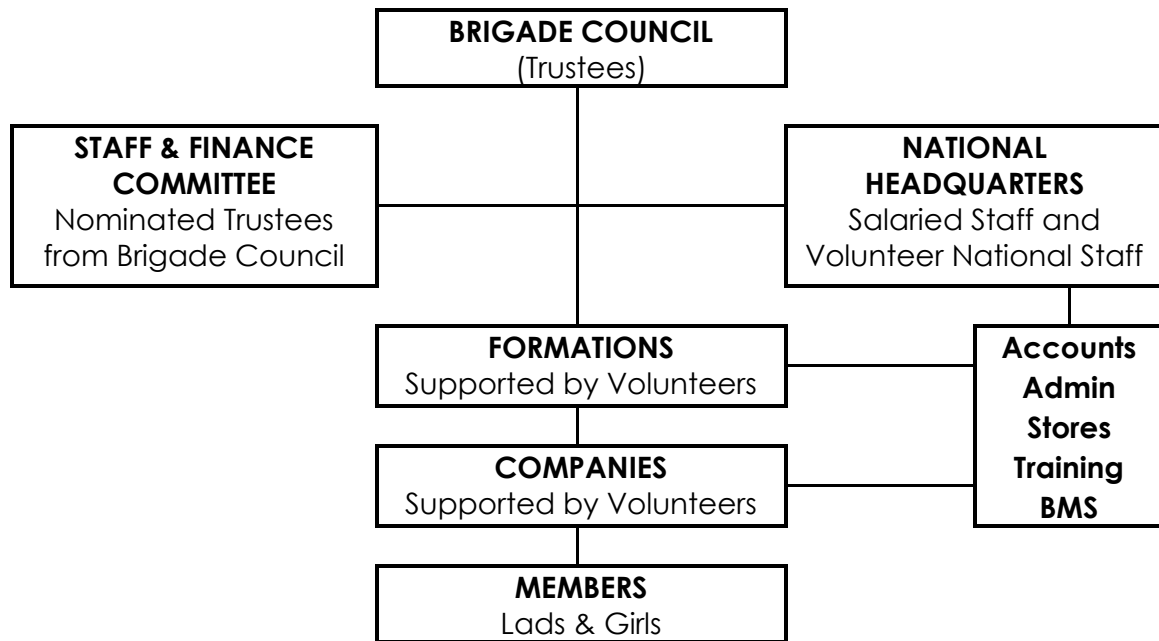 BRIGADE COUNCIL
(Trustees)
STAFF & FINANCE
COMMITTEE
Nominated Trustees
from Brigade Council
NATIONAL
HEADQUARTERS
Salaried Staff and
Volunteer National Staff
FORMATIONS
Supported by Volunteers
Accounts
Admin
Stores
Training
BMS
COMPANIES
Supported by Volunteers
MEMBERS
Lads & Girls